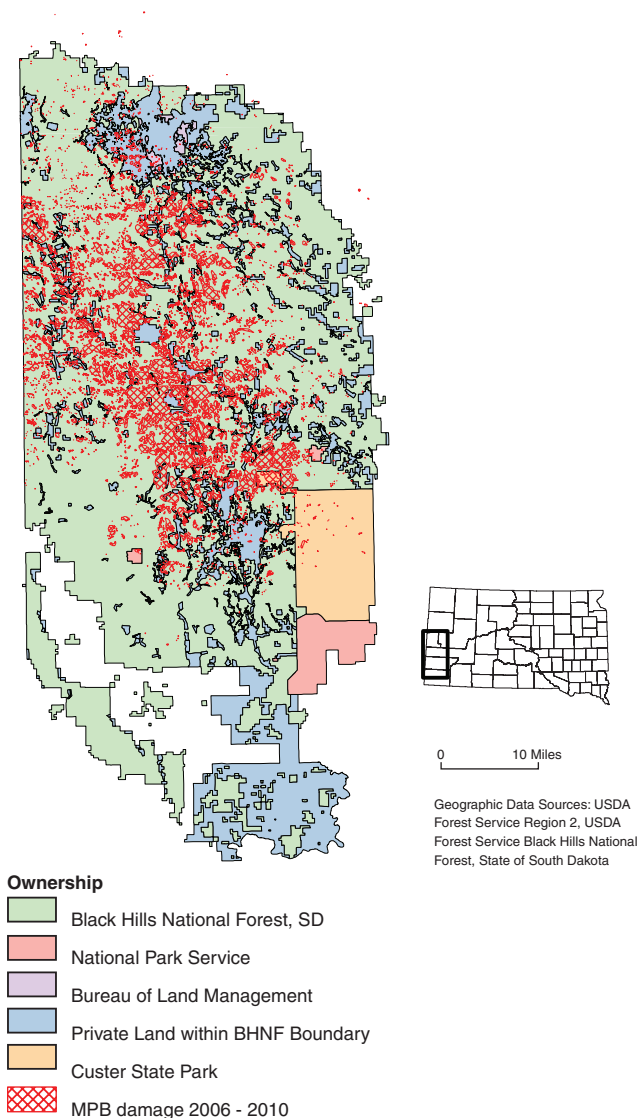 0 10 Miles
Geographic Data Sources: USDA
Forest Service Region 2, USDA
Forest Service Black Hills National
Forest, State of South Dakota
Ownership
Black Hills National Forest, SD
National Park Service
Bureau of Land Management
Private Land within BHNF Boundary
Custer State Park
MPB damage 2006 - 2010